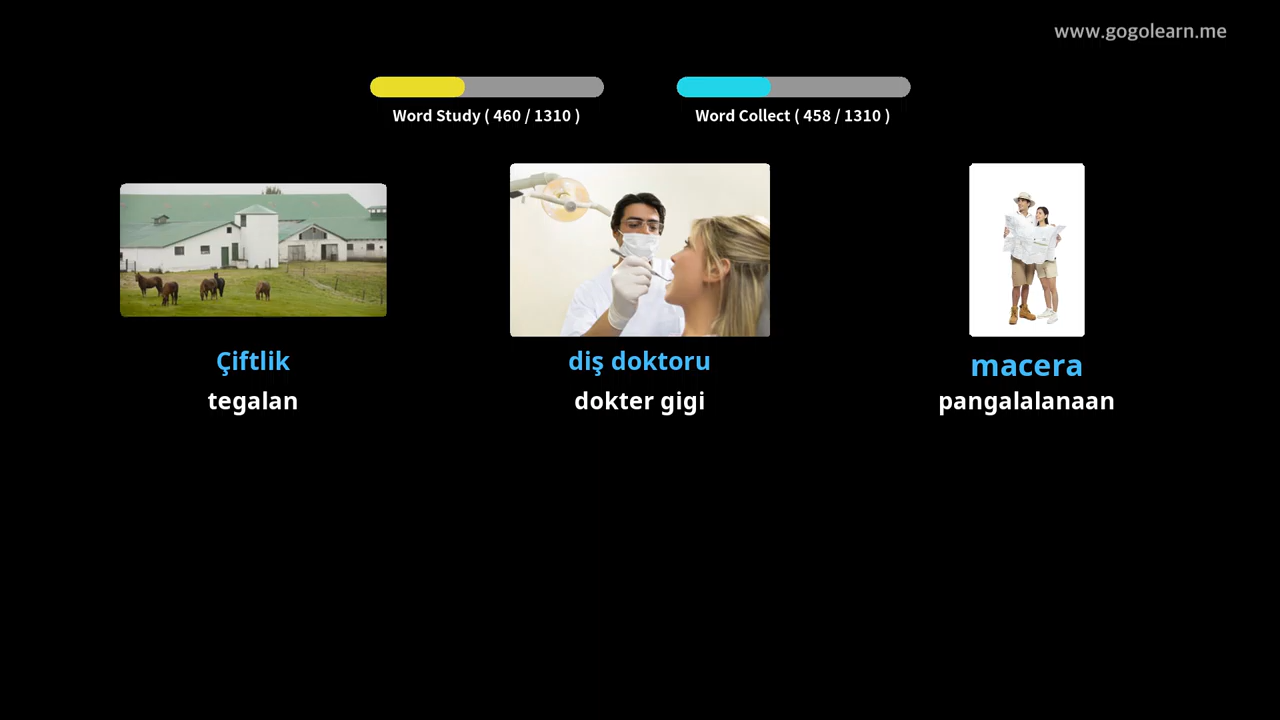 www.gogolearn.me
Word Study ( 460 / 1310 )
Word Collect ( 458 / 1310 )
Çiftlik
tegalan
diş doktoru
dokter gigi
macera
pangalalanaan